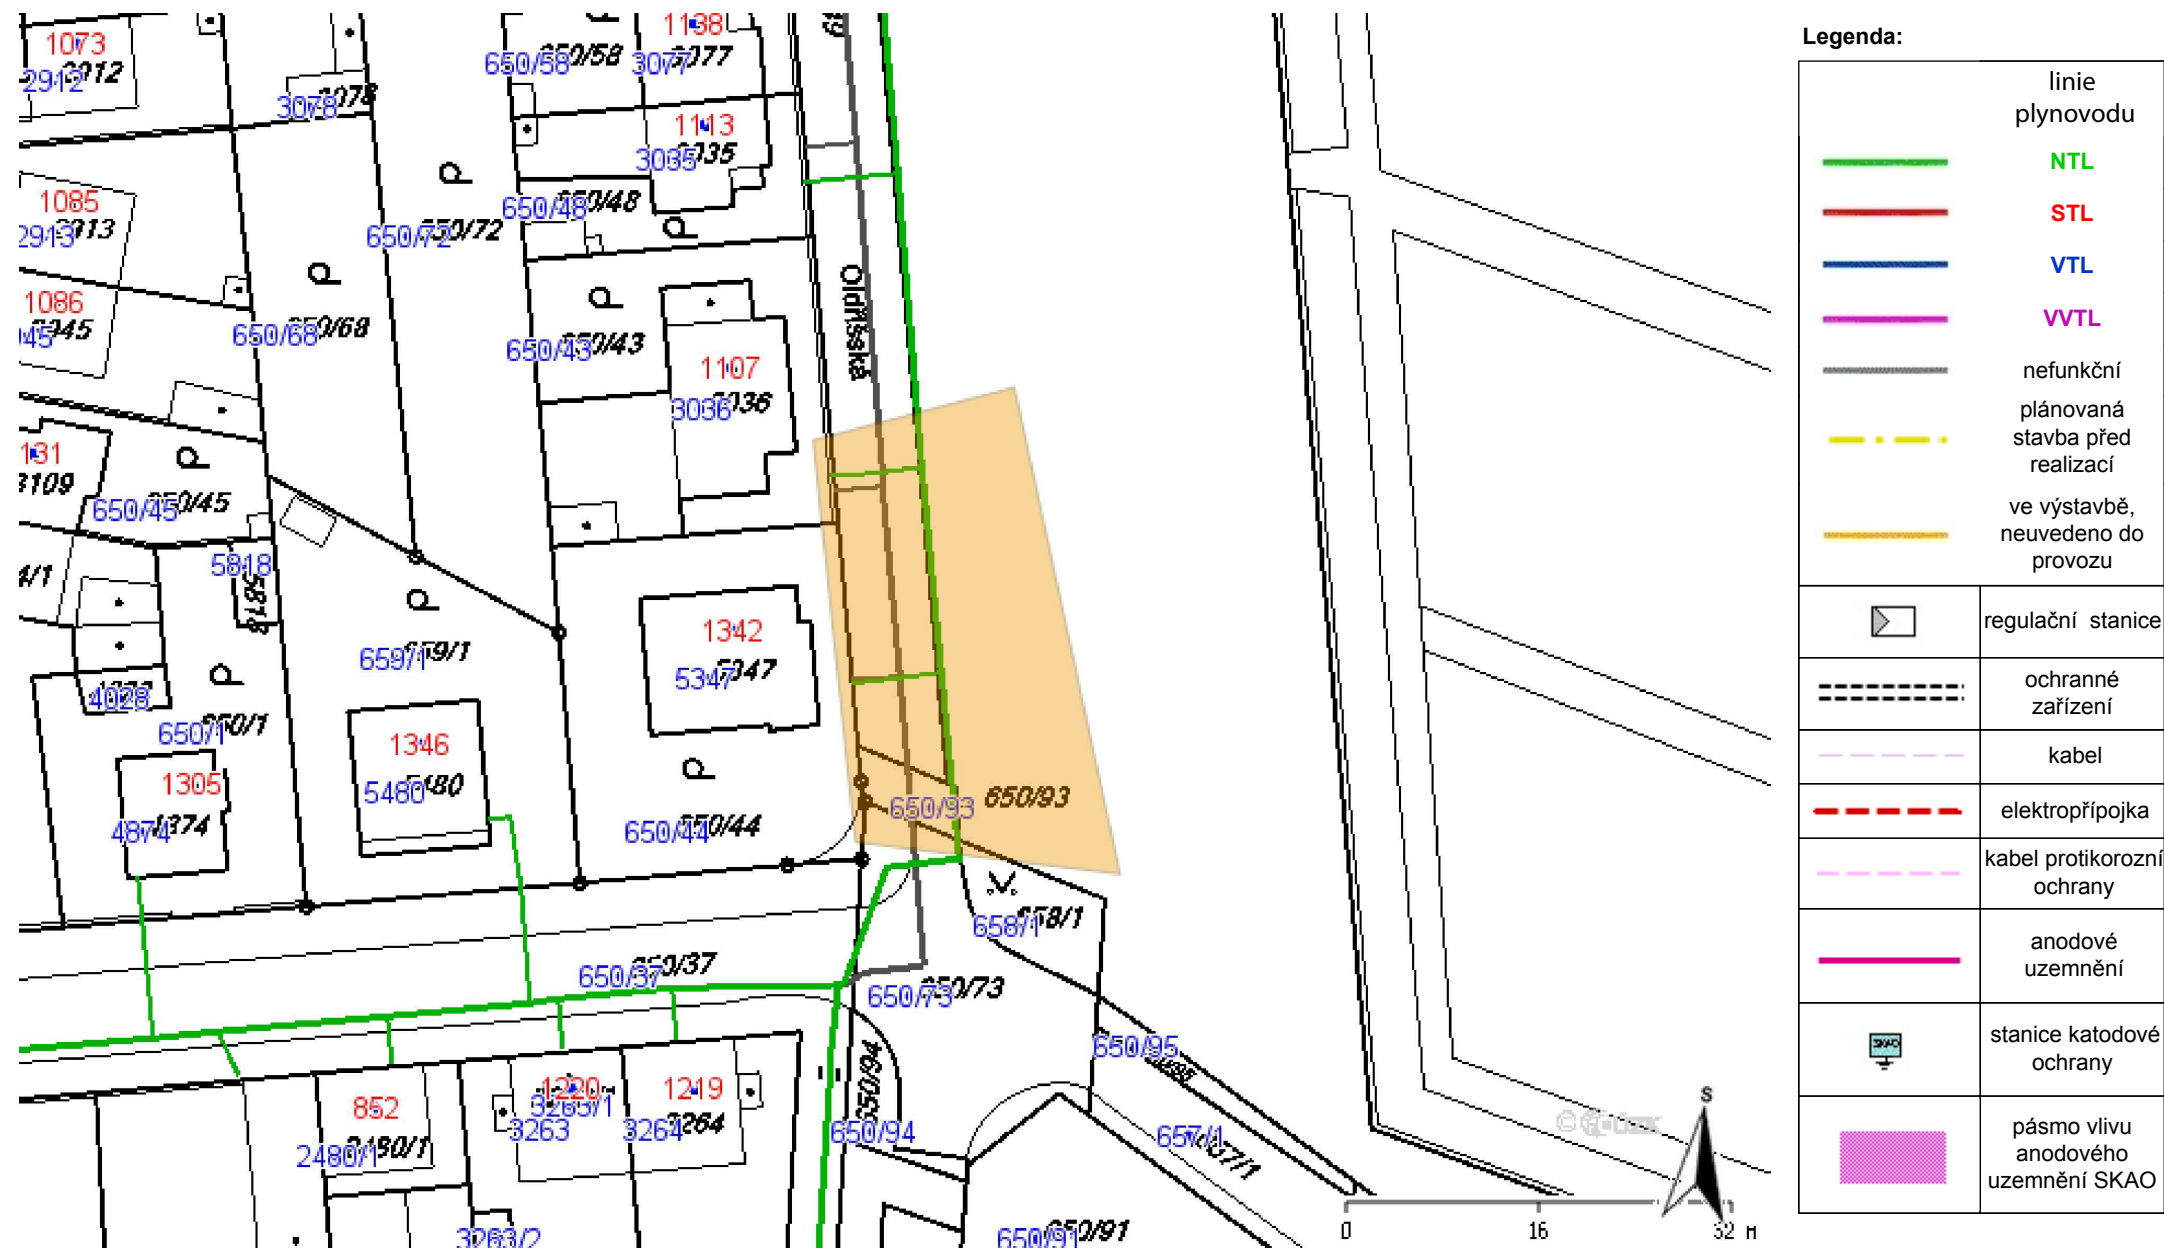 1138
1073
650/58
650/58
3077
3077
2912
2912
3078
3078
1143
3035
3035
1085
2913
650/48
650/48
650/72
650/72
1086
650/68
650/68
Oldřišská
650/43
650/43
1107
3036
3036
131
3109
650/45
650/45
5818
5818
4/1
659/1
659/1
1342
5347
5347
4028
650/1
650/1
1346
5480
5480
1305
4874
4874
650/44
650/44
650/93
650/93
658/1
658/1
650/37
650/37
650/73
650/73
650/95
650/94
650/94
852
2480/1
2480/1
1220
3263/1
3263
1219
3264
3264
657/1
657/1
3263/2
650/91
650/91
S
0 16 32 M
Legenda:
linie
plynovodu
NTL
STL
VTL
VVTL
nefunkční
plánovaná
stavba před
realizací
ve výstavbě,
neuvedeno do
provozu
regulační stanice
ochranné
zařízení
kabel
elektropřípojka
kabel protikorozní
ochrany
anodové
uzemnění
SKAO
stanice katodové
ochrany
pásmo vlivu
anodového
uzemnění SKAO